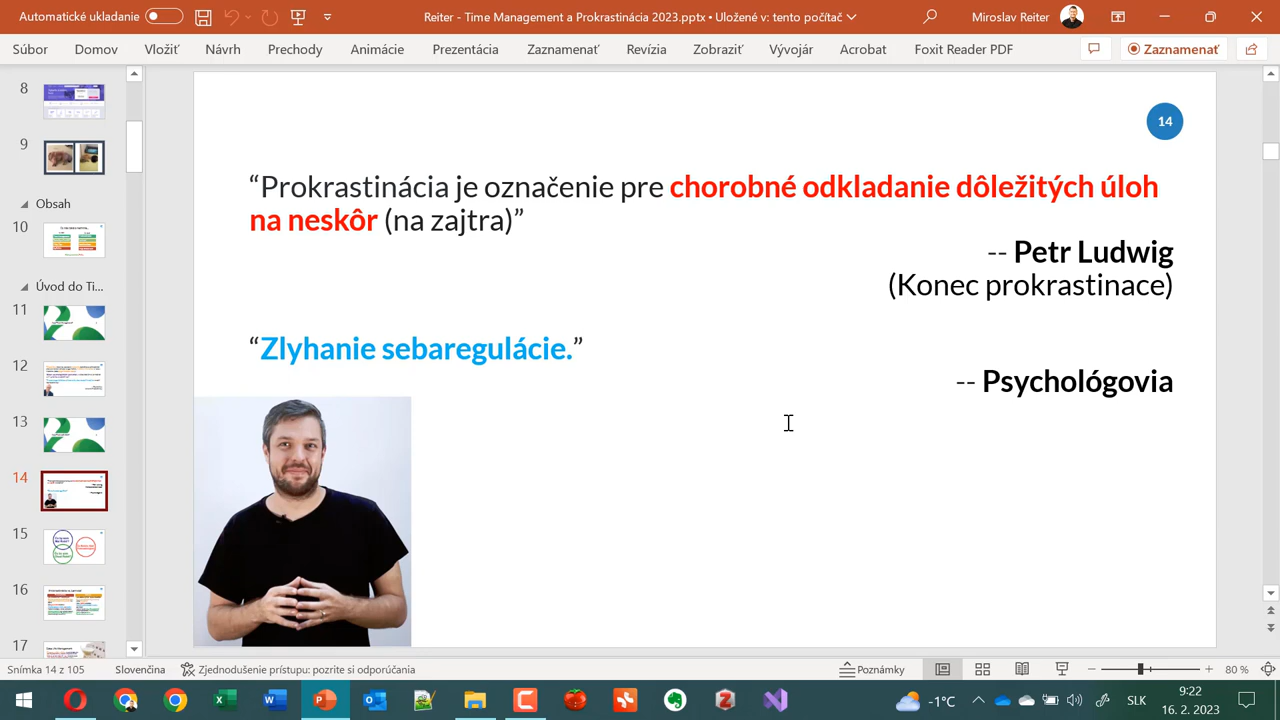 Automatické ukladanie
Reiter - Time Management a Prokrastinácia 2023.pptx • Uložené v: tento počítač
Miroslav Reiter
Súbor Domov Vložiť Návrh Prechody Animácie Prezentácia Zaznamenať Revízia Zobraziť Vývojár Acrobat Foxit Reader PDF Zaznamenať
8
9
Obsah
10
Úvod do Ti...
11
12
13
14
15
16
17
14
“Prokrastinácia je označenie pre chorobné odkladanie dôležitých úloh
na neskôr (na zajtra)”
-- Petr Ludwig
(Konec prokrastinace)
“Zlyhanie sebaregulácie.”
-- Psychológovia
Snímka 14 z 105 Slovenčina Zjednodušenie prístupu: pozrite si odporúčania Poznámky 80 %
-1°C SLK 9:22
16. 2. 2023